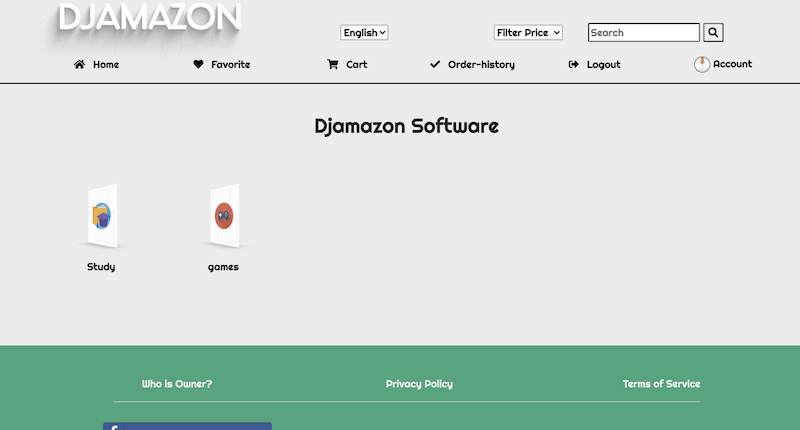 DJAMAZON
English
Filter Price
Search
Home
Favorite
Cart
Order-history
Logout
Account
Djamazon Software
Study
games
Who is Owner?
Privacy Policy
Terms of Service